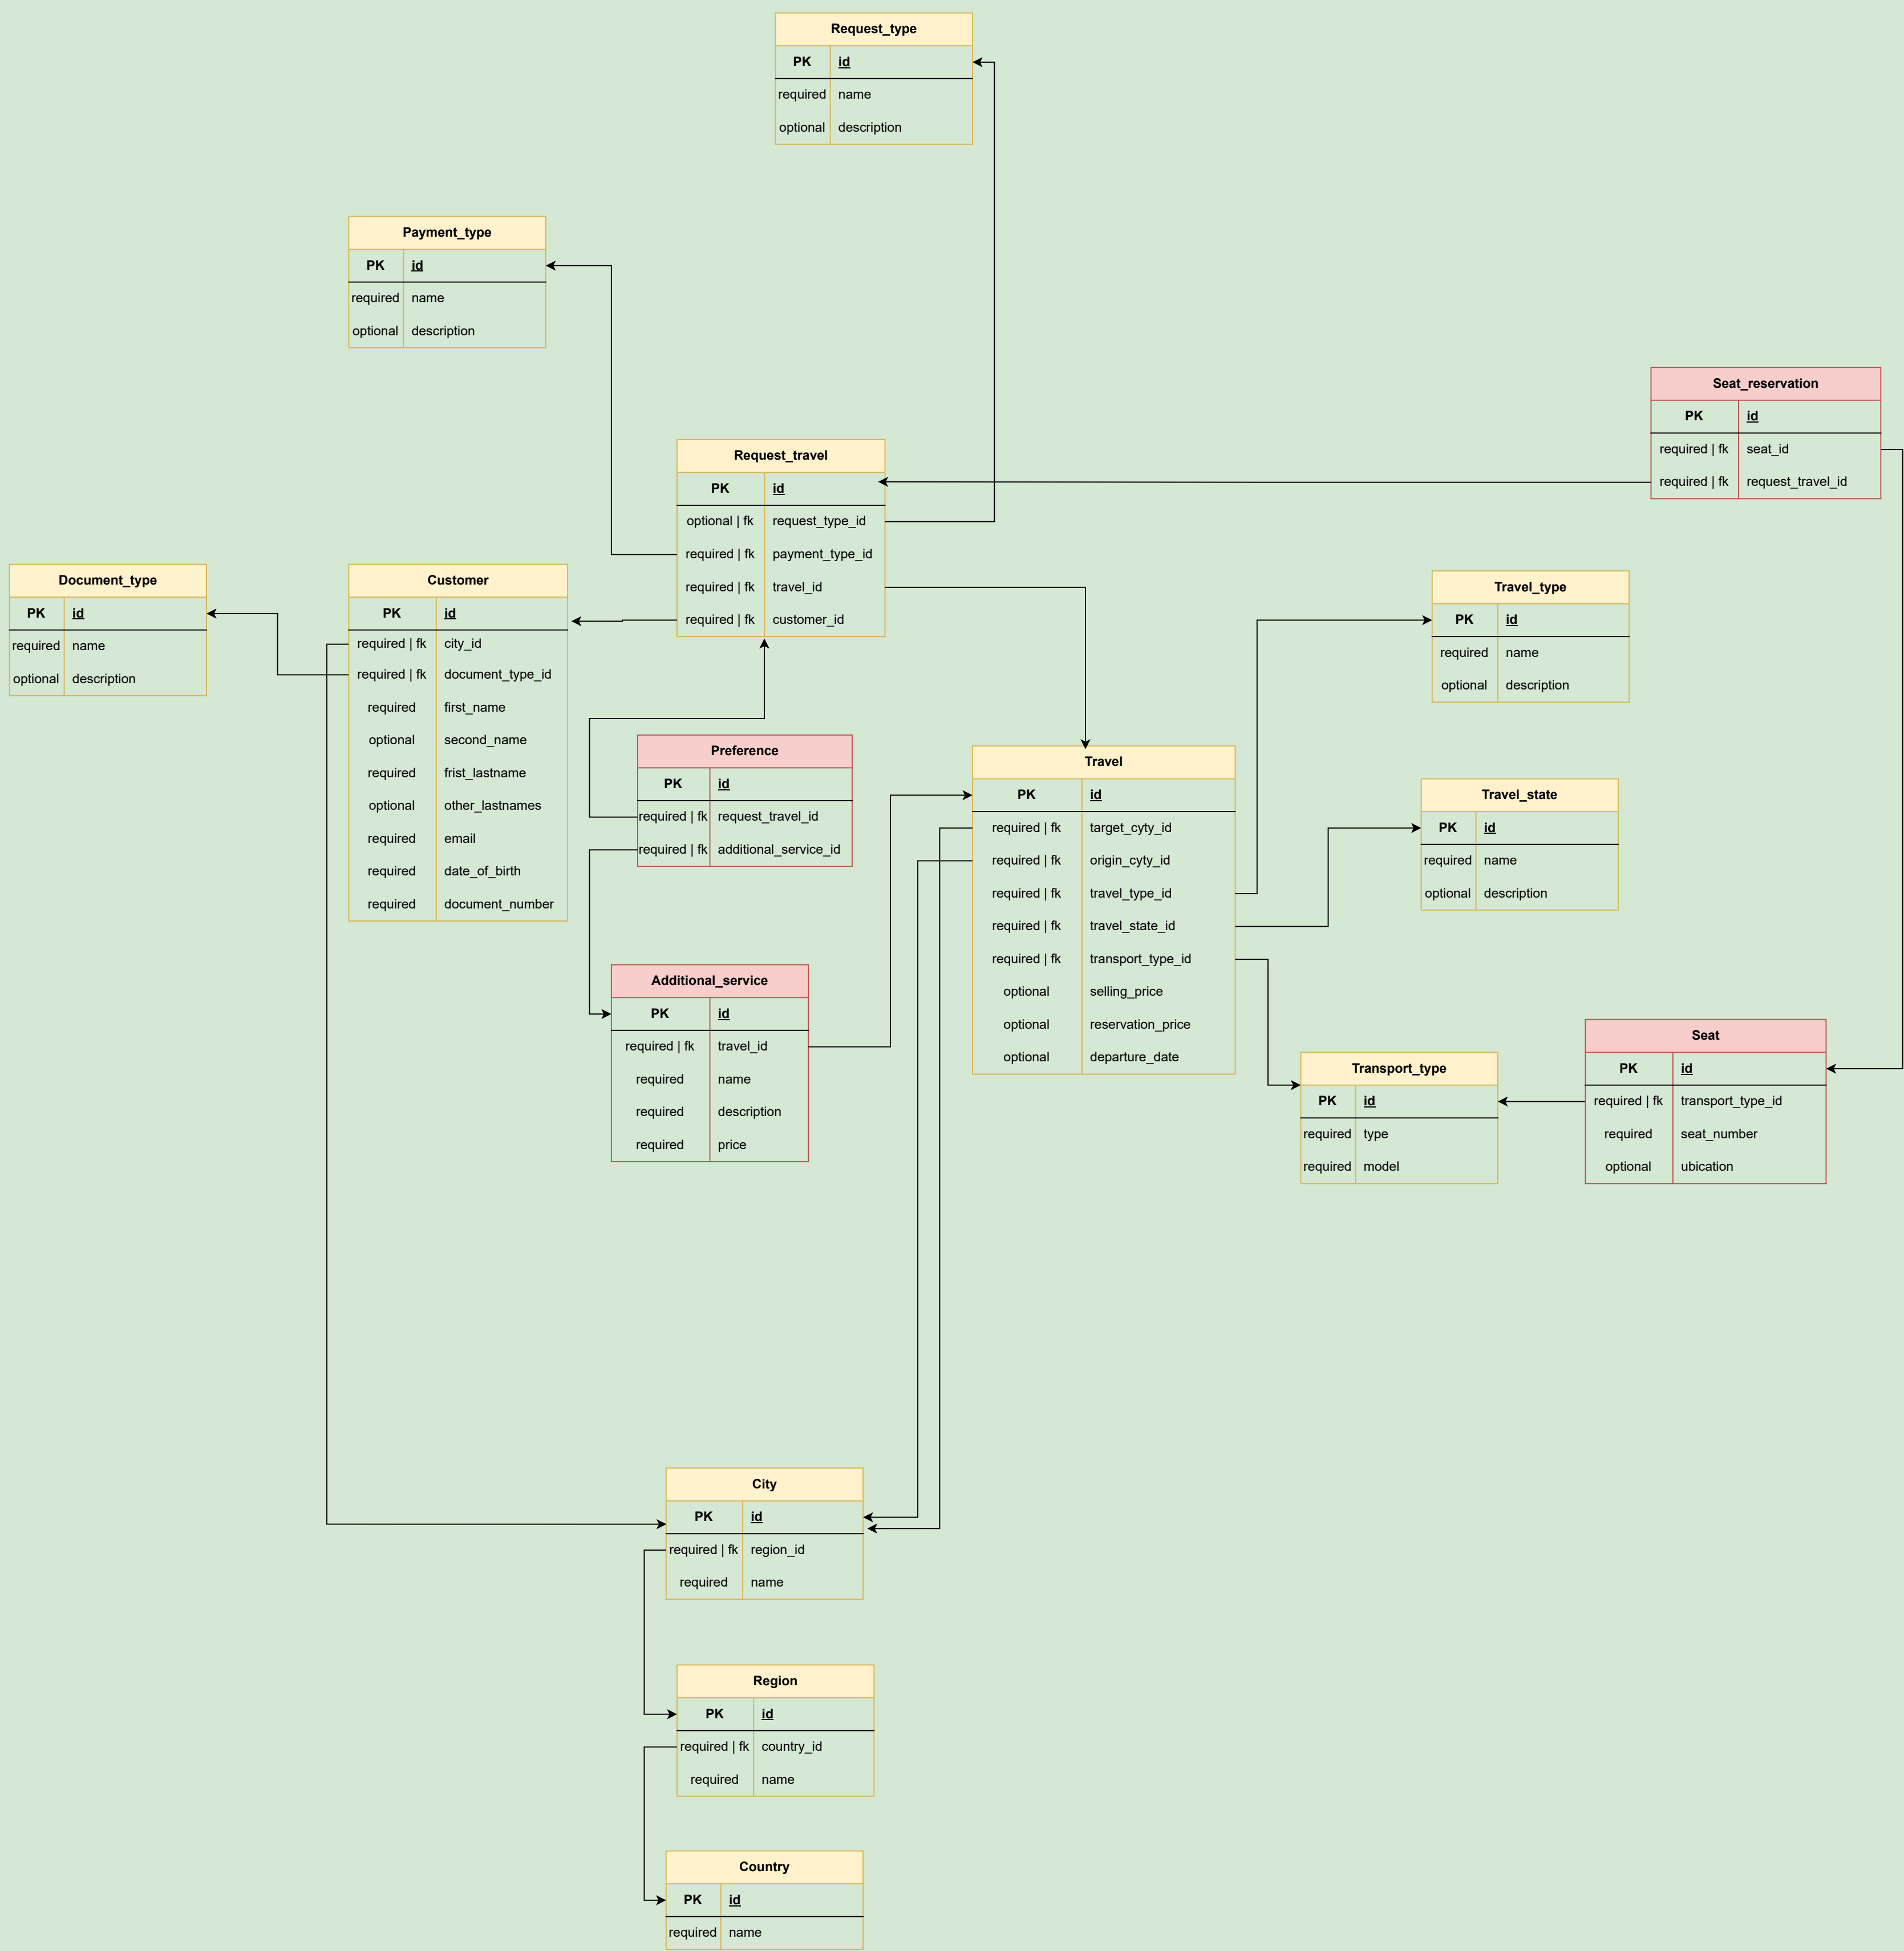 Request_type
PK id
required name
optional description
Payment_type
PK id
required name
optional description
Seat_reservation
PK id
required | fk seat_id
required | fk request_travel_id
Request_travel
PK id
optional | fk request_type_id
required | fk payment_type_id
required | fk travel_id
required | fk customer_id
Document_type
PK id
required name
optional description
Customer
PK id
required | fk city_id
required | fk document_type_id
required first_name
optional second_name
required frist_lastname
optional other_lastnames
required email
required date_of_birth
required document_number
Travel_type
PK id
required name
optional description
Preference
PK id
required | fk request_travel_id
required | fk additional_service_id
Travel
PK id
required | fk target_cyty_id
required | fk origin_cyty_id
required | fk travel_type_id
required | fk travel_state_id
required | fk transport_type_id
optional selling_price
optional reservation_price
optional departure_date
Travel_state
PK id
required name
optional description
Additional_service
PK id
required | fk travel_id
required name
required description
required price
Transport_type
PK id
required type
required model
Seat
PK id
required | fk transport_type_id
required seat_number
optional ubication
City
PK id
required | fk region_id
required name
Region
PK id
required | fk country_id
required name
Country
PK id
required name